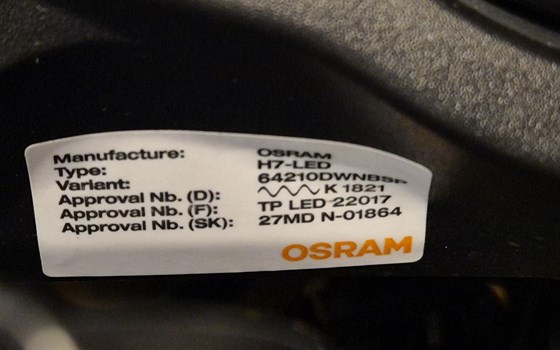 Manufacture: OSRAM
Type: H7-LED
Variant: 64210DWNBSP
Approval Nb. (D): K 1821
Approval Nb. (F): TP LED-22017
Approval Nb. (SK): 27MD N-01864
OSRAM